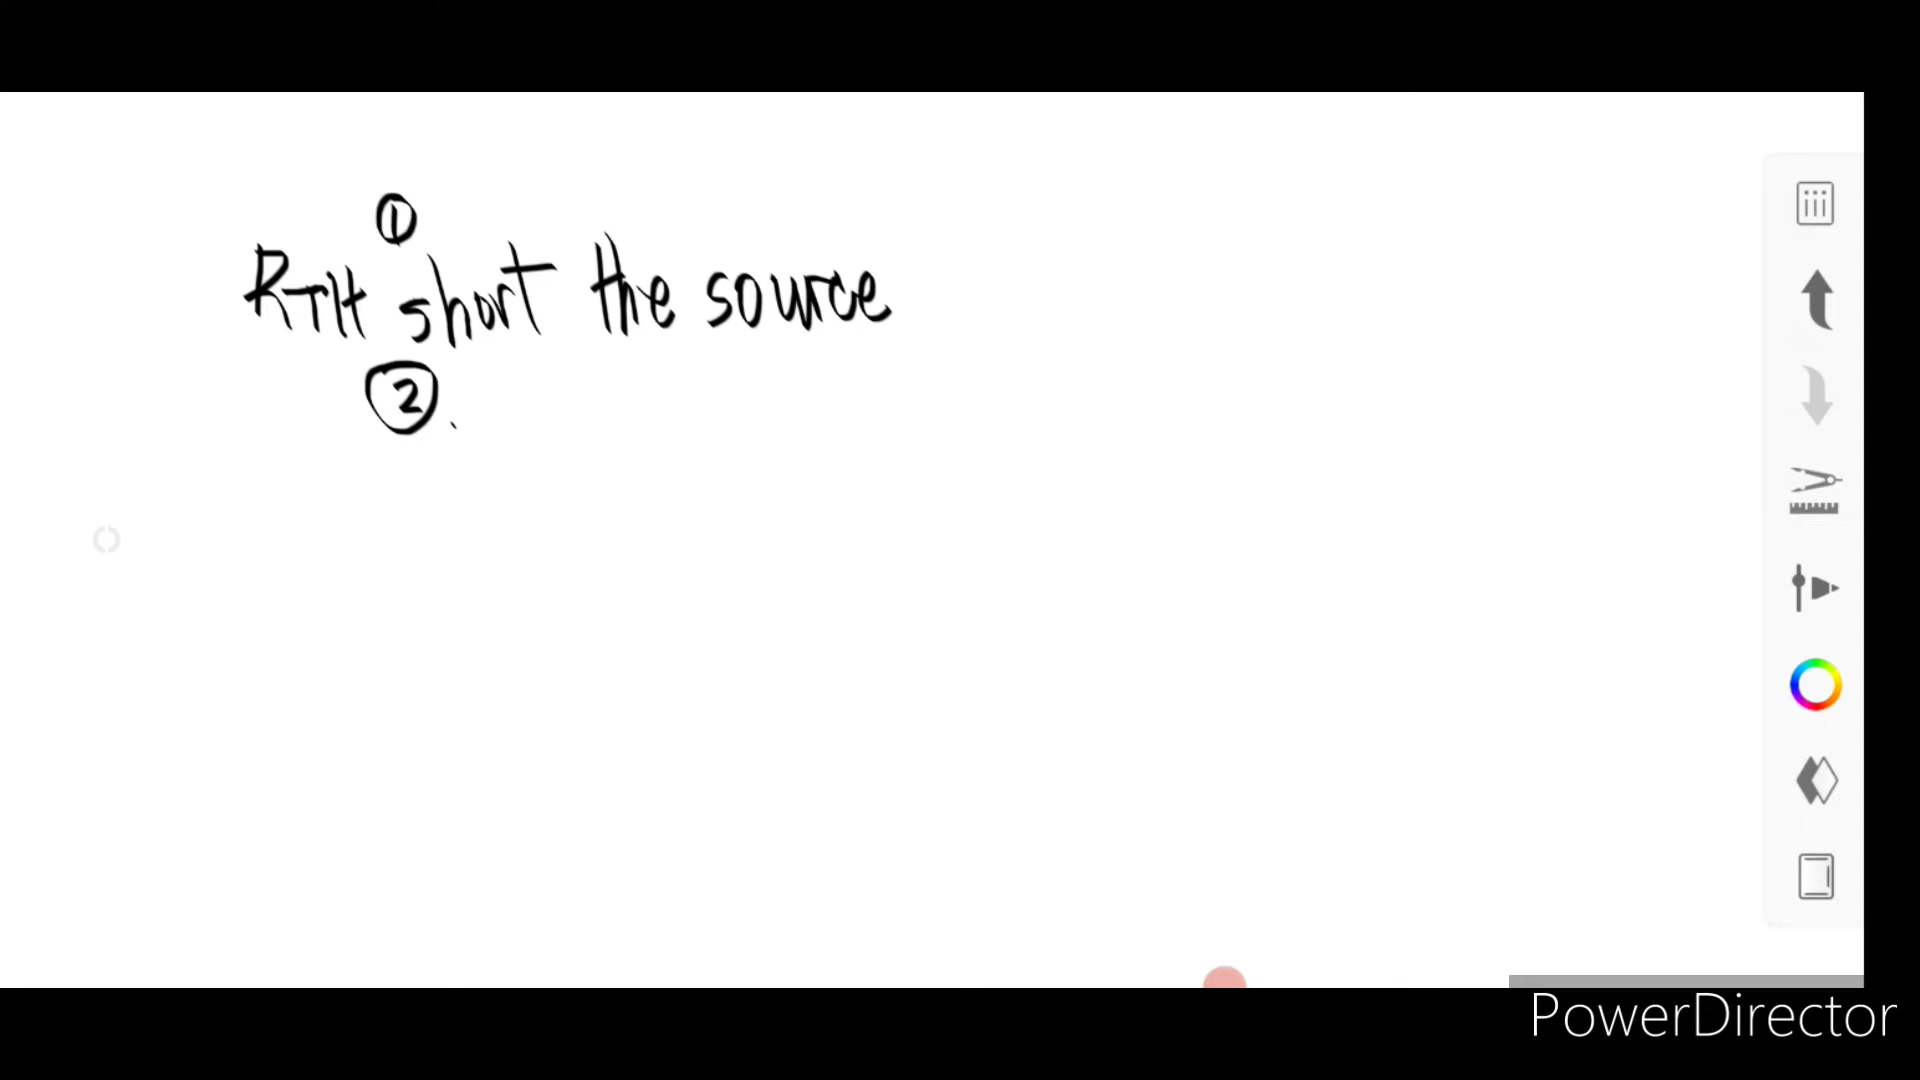 ①
RTH short the source
②.
PowerDirector